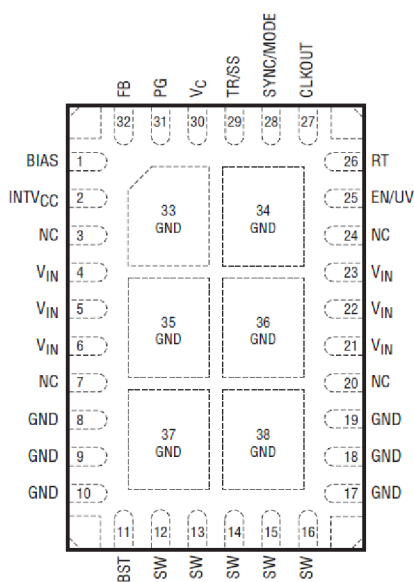 FB
PG
VC
TR/SS
SYNC/MODE
CLKOUT
32
31
30
29
28
27
BIAS 1
26 RT
INTVCC 2
25 EN/UV
NC 3
24 NC
33
GND
34
GND
VIN 4
23 VIN
VIN 5
22 VIN
VIN 6
21 VIN
35
GND
36
GND
NC 7
20 NC
GND 8
19 GND
GND 9
18 GND
GND 10
17 GND
37
GND
38
GND
11
12
13
14
15
16
BST
SW
SW
SW
SW
SW